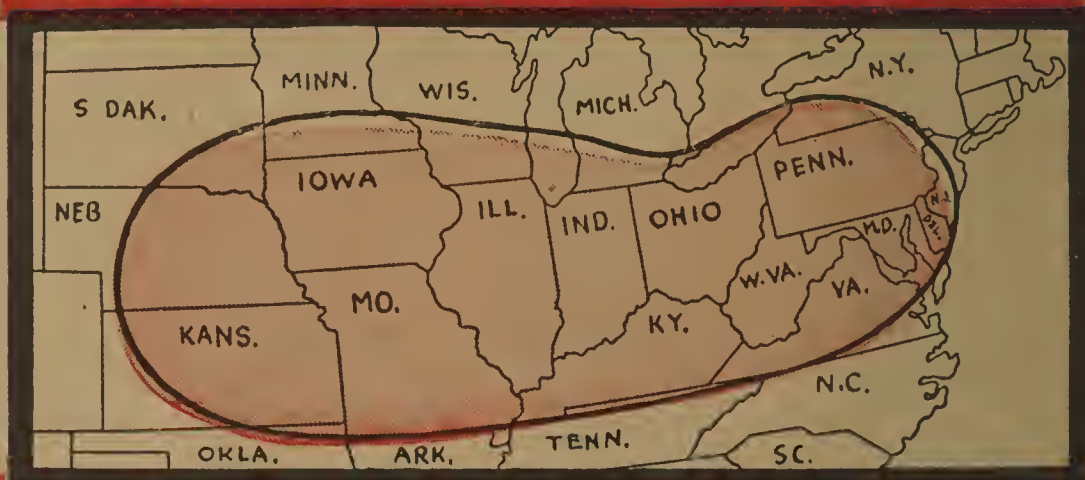 MINN.
WIS.
MICH.
N.Y.
S DAK.
IOWA
PENN.
NEB
ILL.
IND.
OHIO
N.J.
M.D.
DEL.
W.VA.
VA.
MO.
KANS.
KY.
N.C.
TENN.
OKLA.
ARK.
SC.